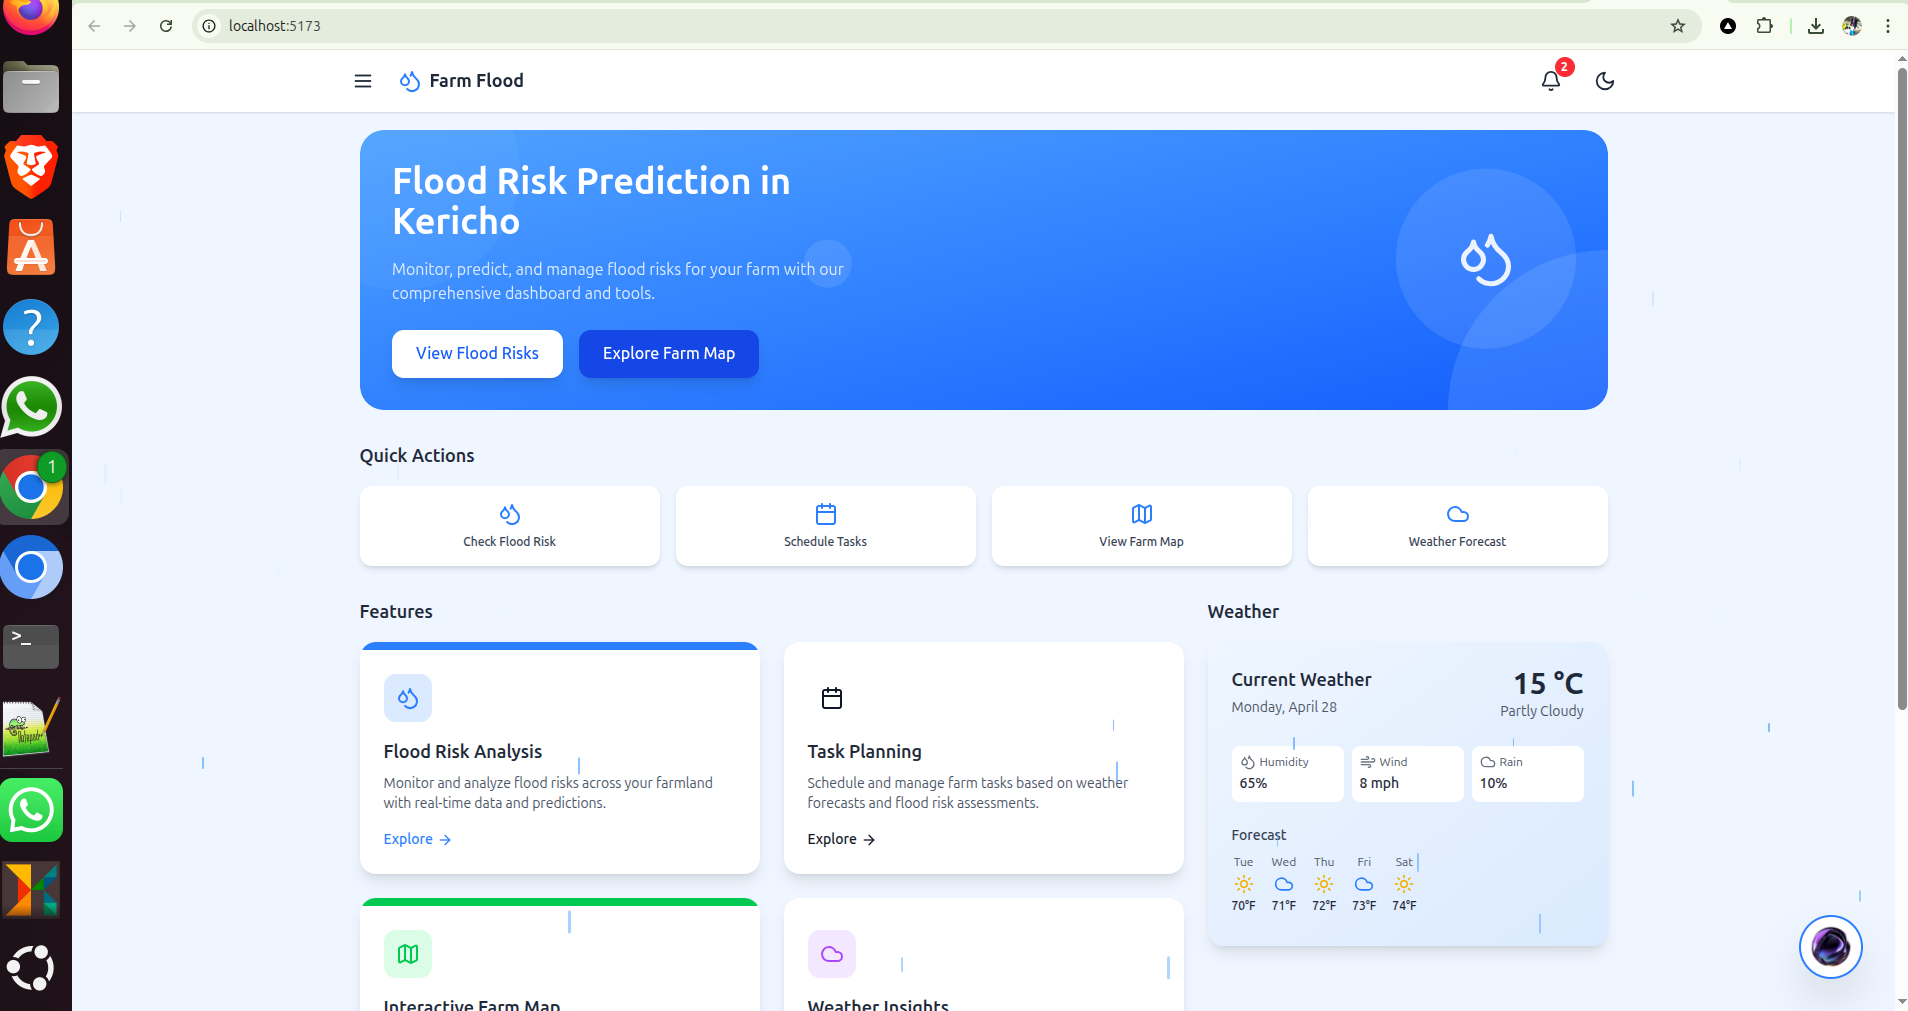 localhost:5173
Farm Flood
2
Flood Risk Prediction in
Kericho
Monitor, predict, and manage flood risks for your farm with our
comprehensive dashboard and tools.
View Flood Risks
Explore Farm Map
Quick Actions
Check Flood Risk
Schedule Tasks
View Farm Map
Weather Forecast
Features
Flood Risk Analysis
Monitor and analyze flood risks across your farmland
with real-time data and predictions.
Explore →
Task Planning
Schedule and manage farm tasks based on weather
forecasts and flood risk assessments.
Explore →
Interactive Farm Map
Weather Insights
Weather
Current Weather
Monday, April 28
15 °C
Partly Cloudy
Humidity
65%
Wind
8 mph
Rain
10%
Forecast
Tue Wed Thu Fri Sat
70°F 71°F 72°F 73°F 74°F
1